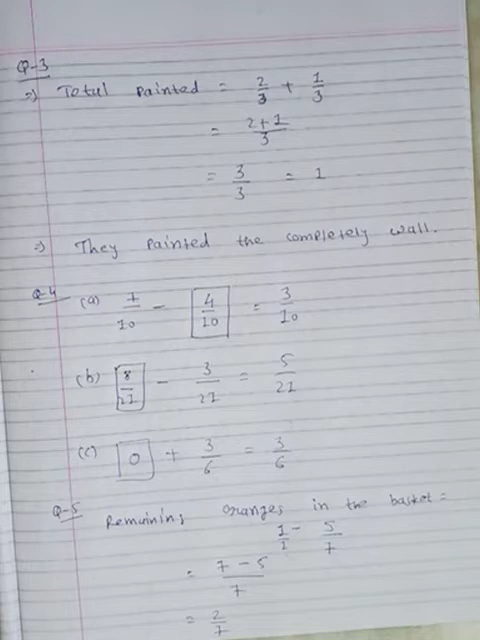 Q-3
=> Total painted = 2/3 + 1/3
= 2+1/3
= 3/3 = 1
=> They painted the completely wall.
Q-4 (a) 7/10 - 4/10 = 3/10
(b) 8/21 - 3/21 = 5/21
(c) 0 + 3/6 = 3/6
Q-5 Remaining oranges in the basket =
1/1 - 5/7
= 7-5/7
= 2/7